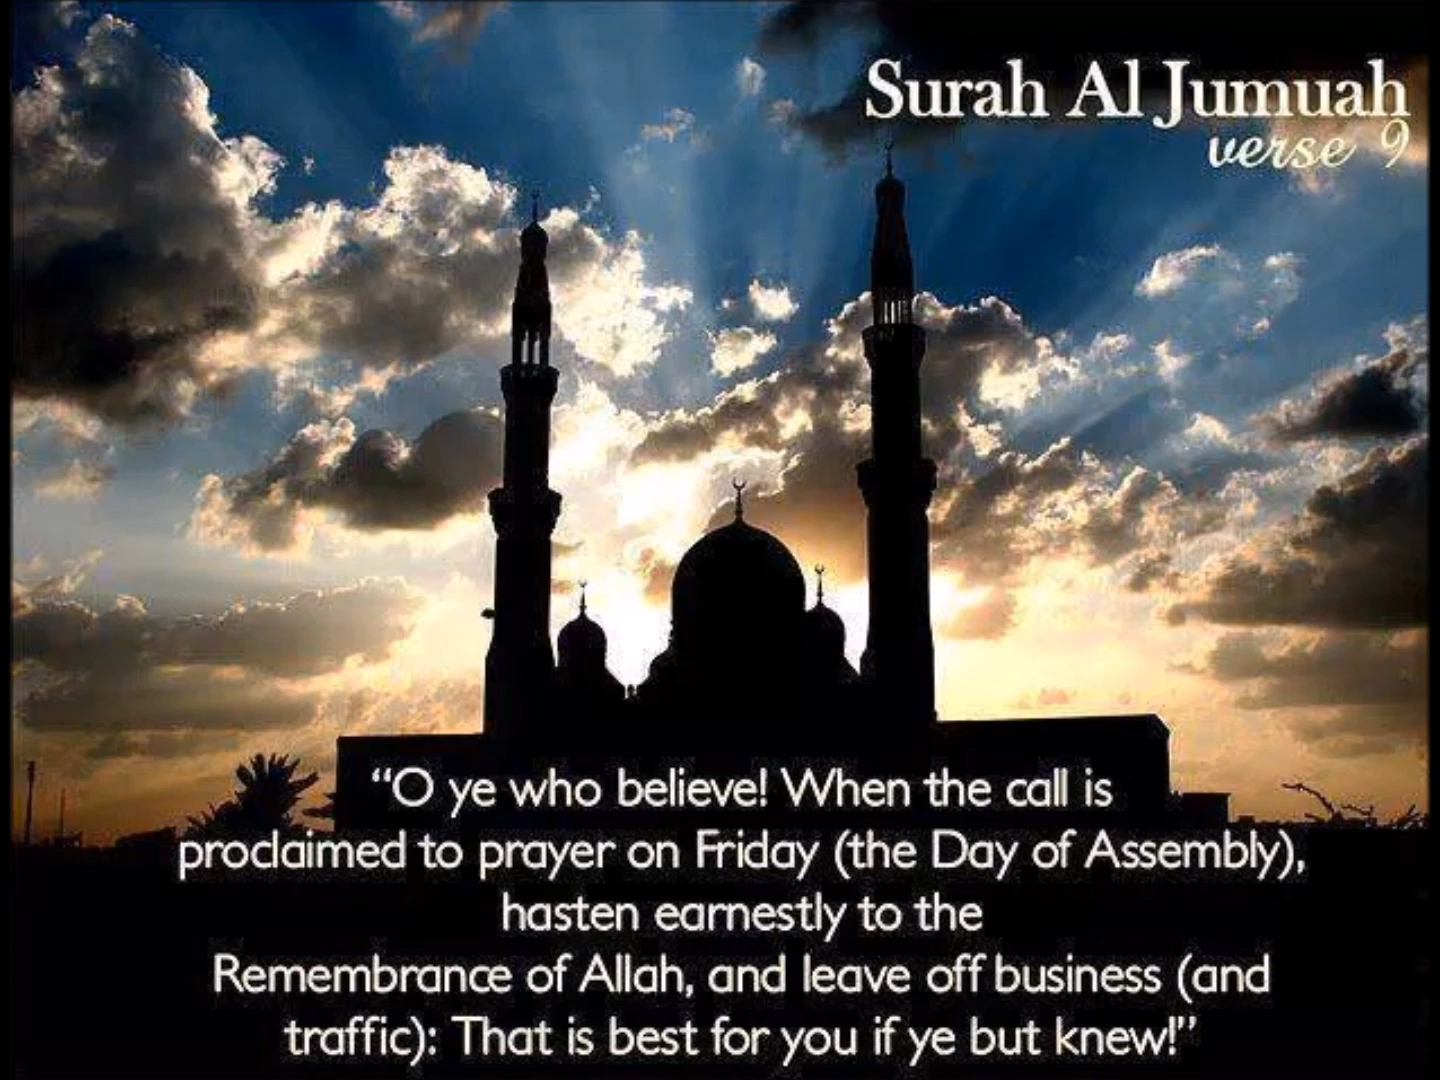 Surah Al Jumuah
verse 9
“O ye who believe! When the call is
proclaimed to prayer on Friday (the Day of Assembly),
hasten earnestly to the
Remembrance of Allah, and leave off business (and
traffic): That is best for you if ye but knew!”